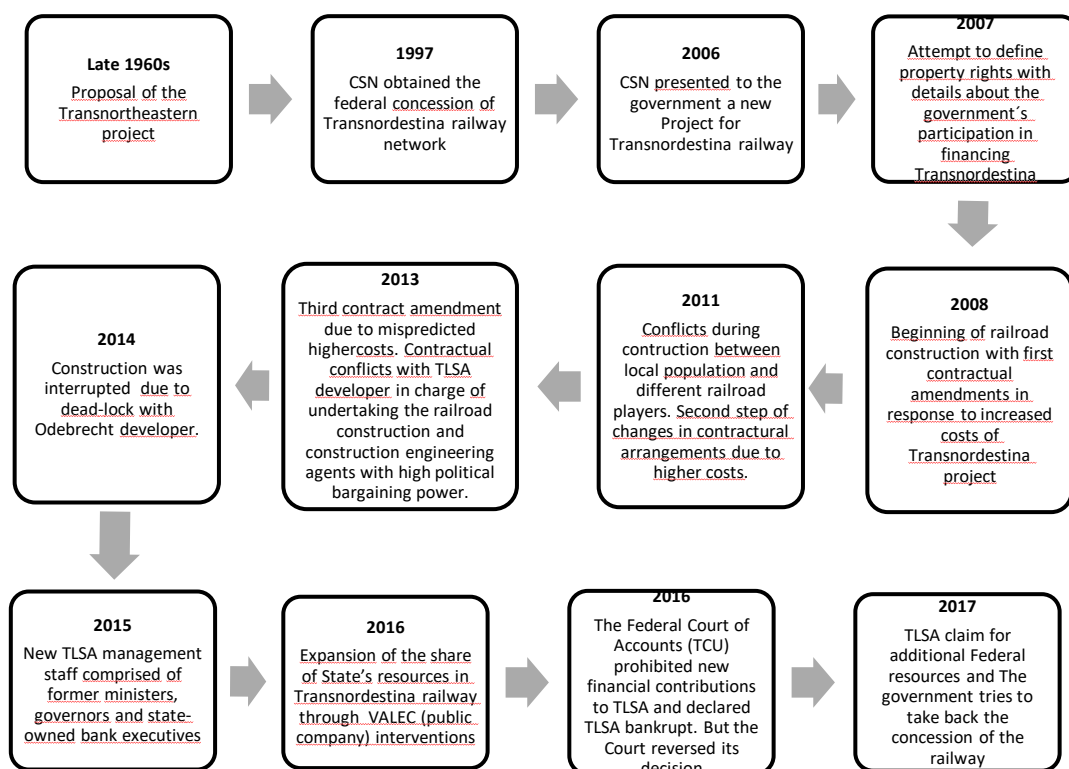 Late 1960s
Proposal of the
Transnortheastern
project
1997
CSN obtained the
federal concession of
Transnordestina railway
network
2006
CSN presented to the
government a new
Project for
Transnordestina railway
2007
Attempt to define
property rights with
details about the
government´s
participation in
financing
Transnordestina
2008
Beginning of railroad
construction with first
contractual
amendments in
response to increased
costs of
Transnordestina
project
2011
Conflicts during
contruction between
local population and
different railroad
players. Second step of
changes in contractural
arrangements due to
higher costs.
2013
Third contract amendment
due to mispredicted
highercosts. Contractual
conflicts with TLSA
developer in charge of
undertaking the railroad
construction and
construction engineering
agents with high political
bargaining power.
2014
Construction was
interrupted due to
dead-lock with
Odebrecht developer.
2015
New TLSA management
staff comprised of
former ministers,
governors and state-
owned bank executives
2016
Expansion of the share
of State's resources in
Transnordestina railway
through VALEC (public
company) interventions
2016
The Federal Court of
Accounts (TCU)
prohibited new
financial contributions
to TLSA and declared
TLSA bankrupt. But the
Court reversed its
decision
2017
TLSA claim for
additional Federal
resources and The
government tries to
take back the
concession of the
railway